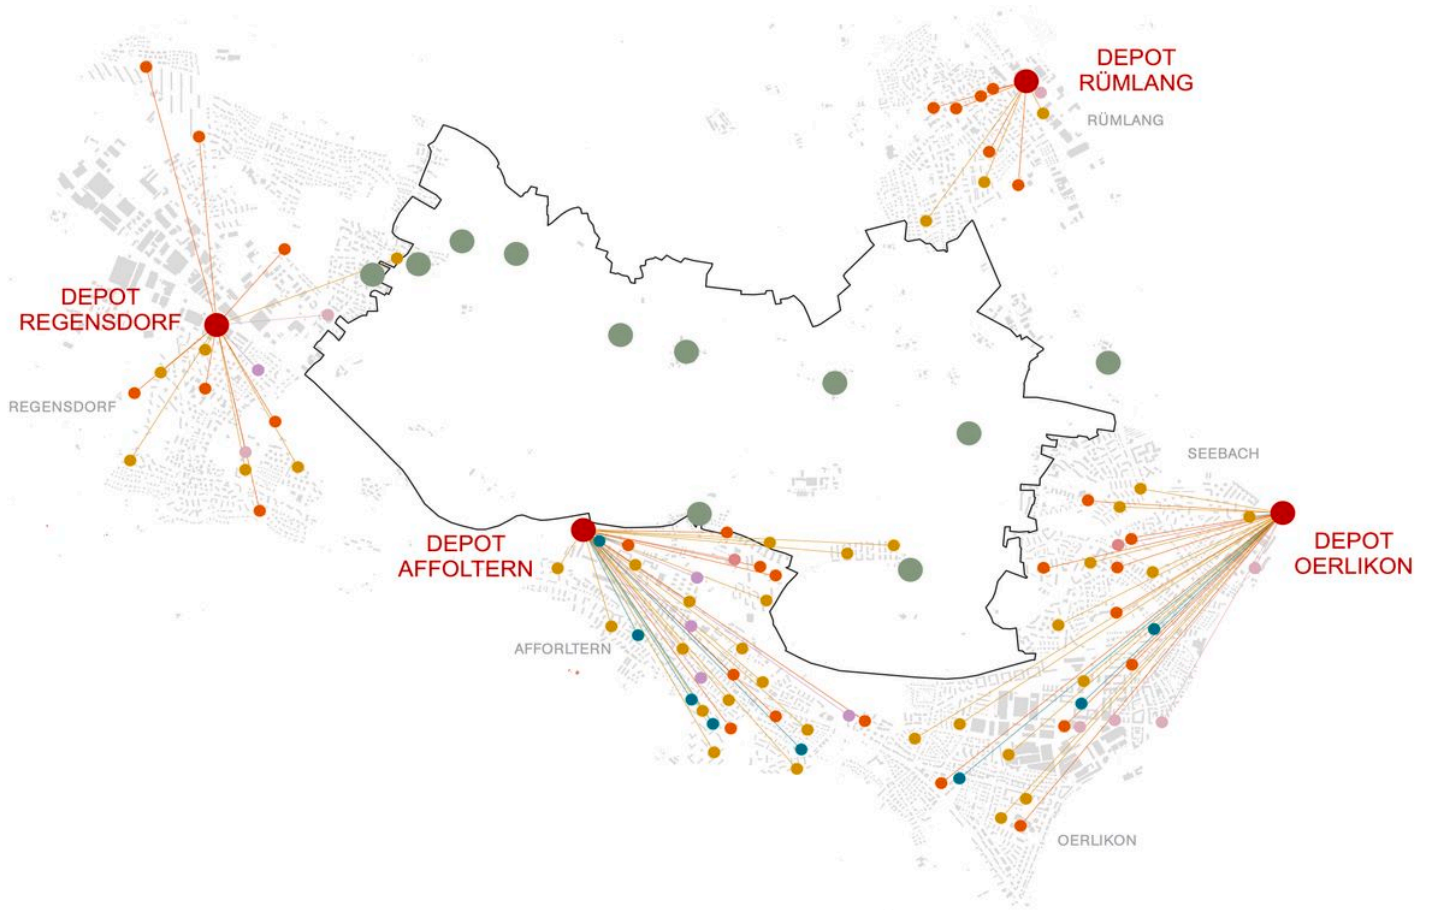 DEPOT
RÜMLANG
RÜMLANG
DEPOT
REGENSDORF
REGENSDORF
SEEBACH
DEPOT
AFFOLTERN
DEPOT
OERLIKON
AFFORLTERN
OERLIKON